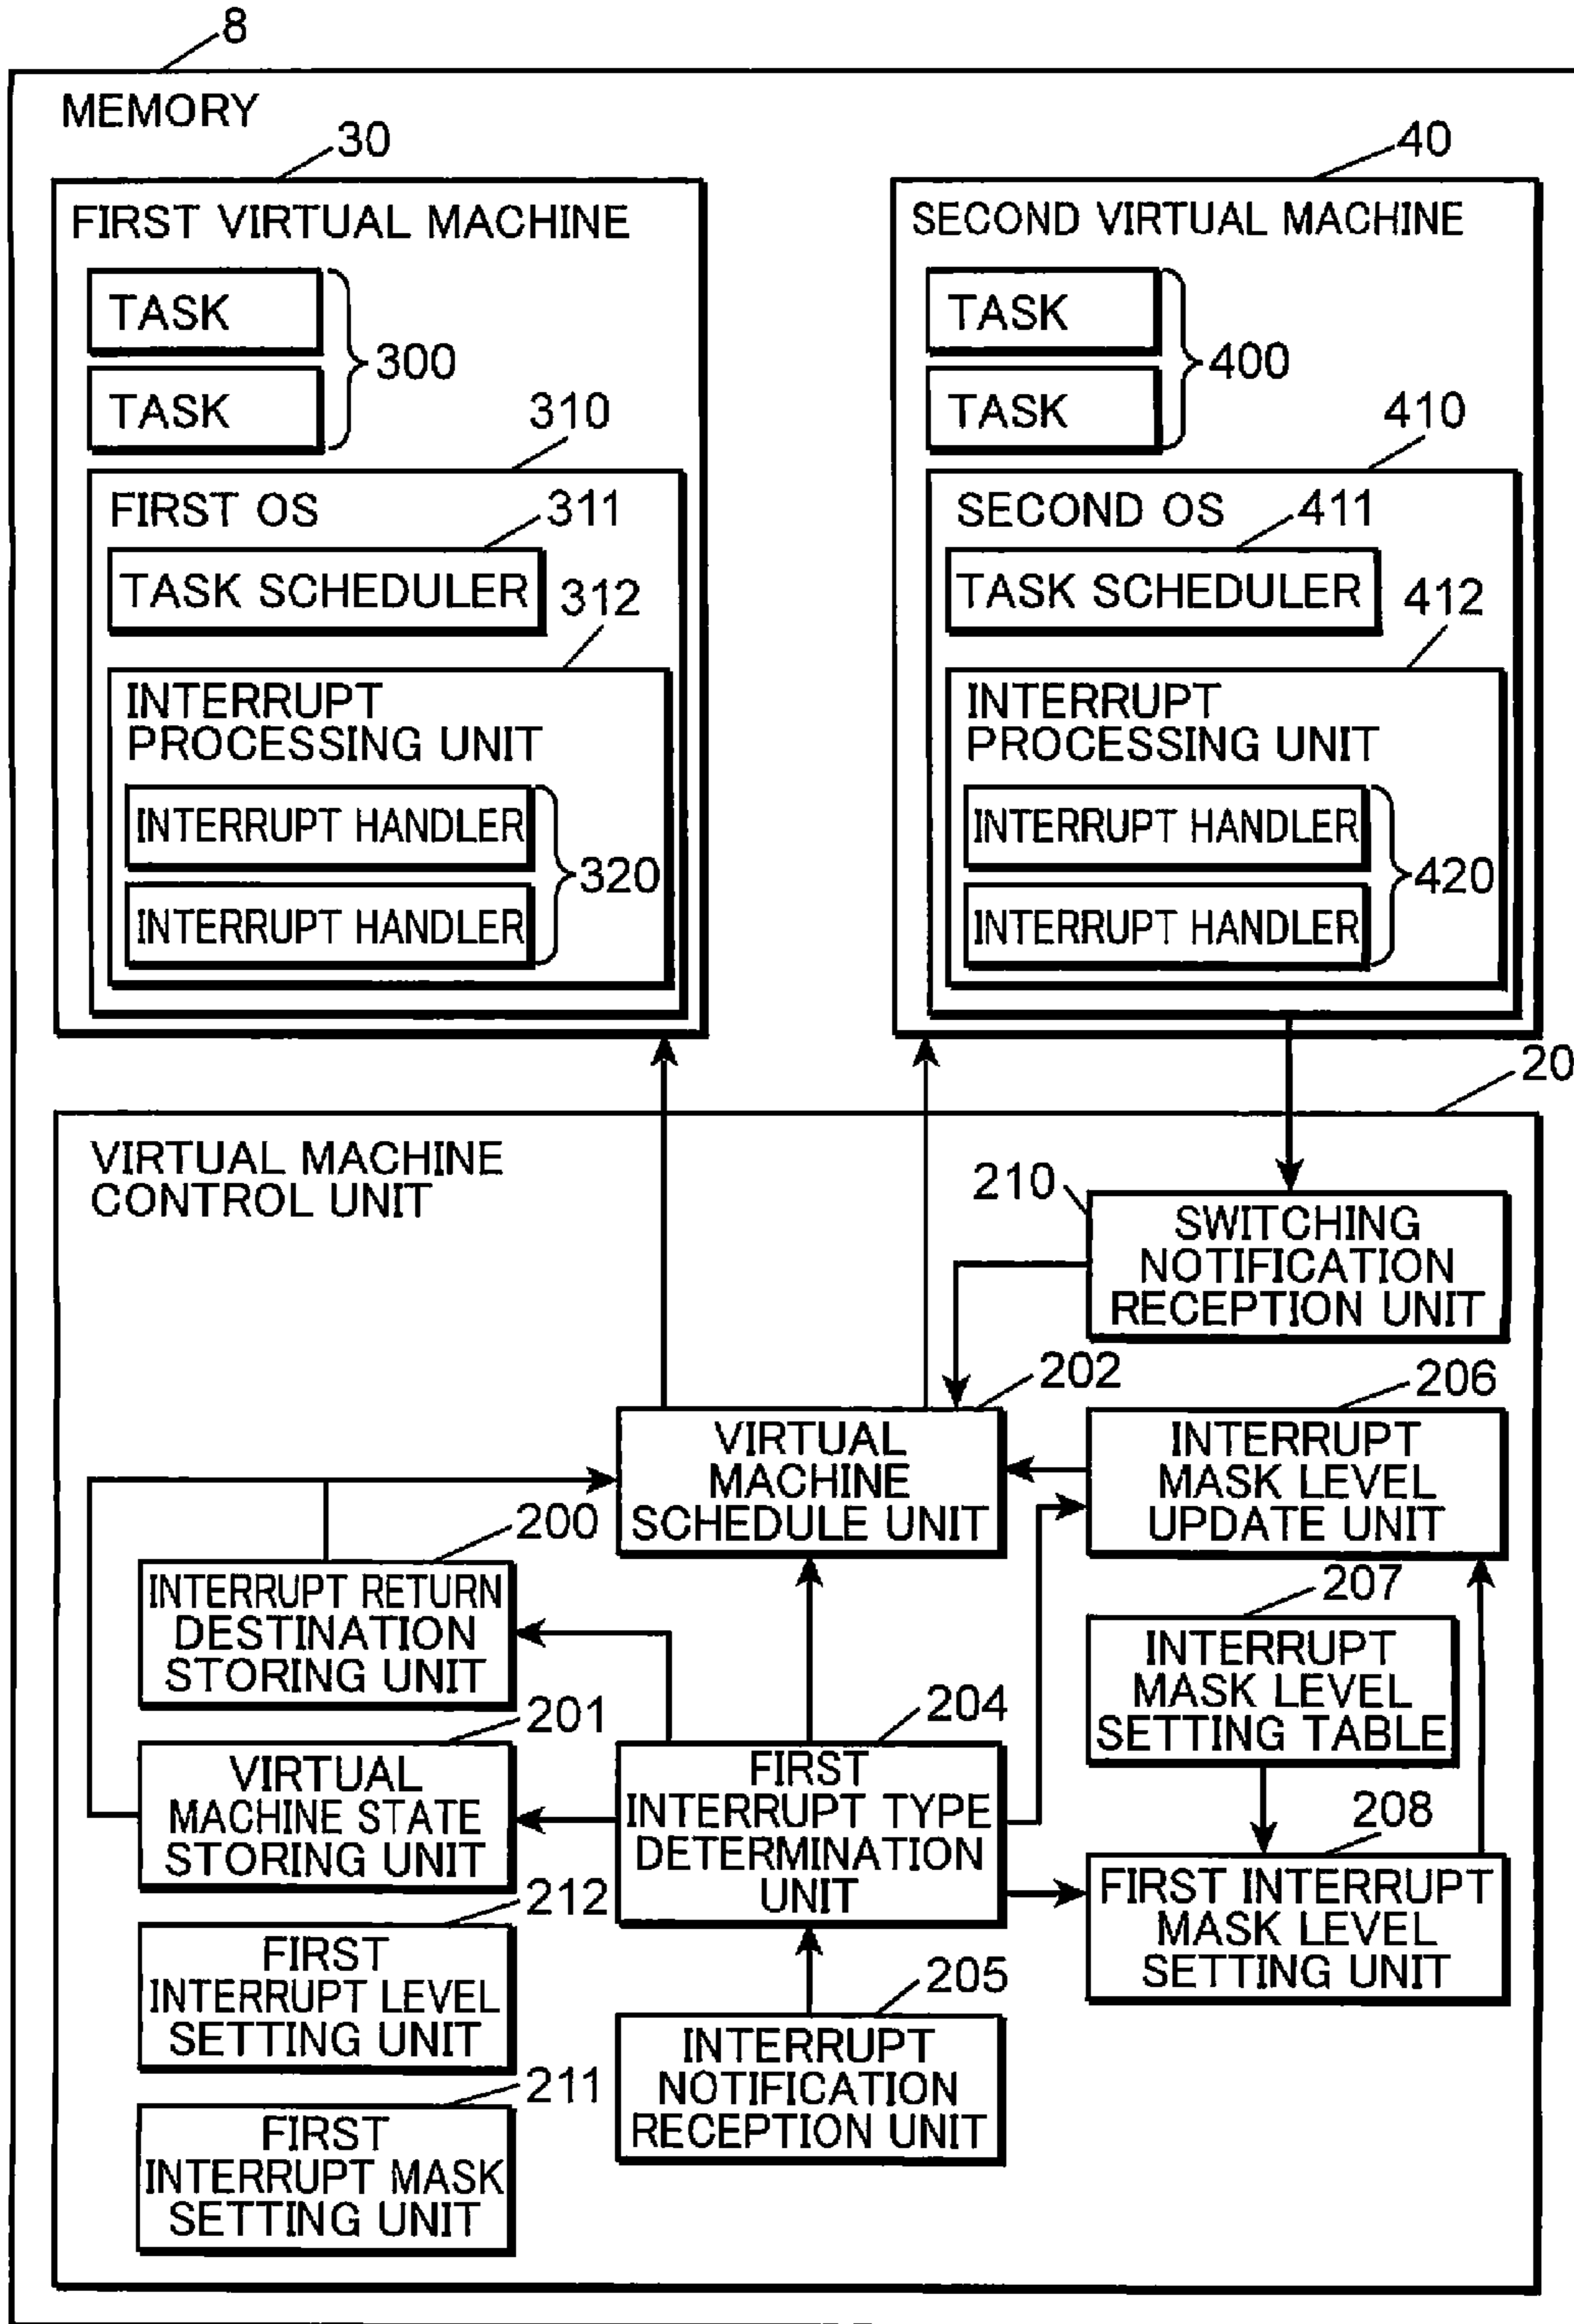 8
MEMORY
30
FIRST VIRTUAL MACHINE
TASK
TASK
300
310
FIRST OS
311
TASK SCHEDULER
312
INTERRUPT
PROCESSING UNIT
INTERRUPT HANDLER
INTERRUPT HANDLER
320
40
SECOND VIRTUAL MACHINE
TASK
TASK
400
410
SECOND OS
411
TASK SCHEDULER
412
INTERRUPT
PROCESSING UNIT
INTERRUPT HANDLER
INTERRUPT HANDLER
420
20
VIRTUAL MACHINE
CONTROL UNIT
210
SWITCHING
NOTIFICATION
RECEPTION UNIT
202
VIRTUAL
MACHINE
SCHEDULE UNIT
206
INTERRUPT
MASK LEVEL
UPDATE UNIT
200
INTERRUPT RETURN
DESTINATION
STORING UNIT
207
INTERRUPT
MASK LEVEL
SETTING TABLE
201
VIRTUAL
MACHINE STATE
STORING UNIT
204
FIRST
INTERRUPT TYPE
DETERMINATION
UNIT
208
FIRST INTERRUPT
MASK LEVEL
SETTING UNIT
212
FIRST
INTERRUPT LEVEL
SETTING UNIT
205
INTERRUPT
NOTIFICATION
RECEPTION UNIT
211
FIRST
INTERRUPT MASK
SETTING UNIT